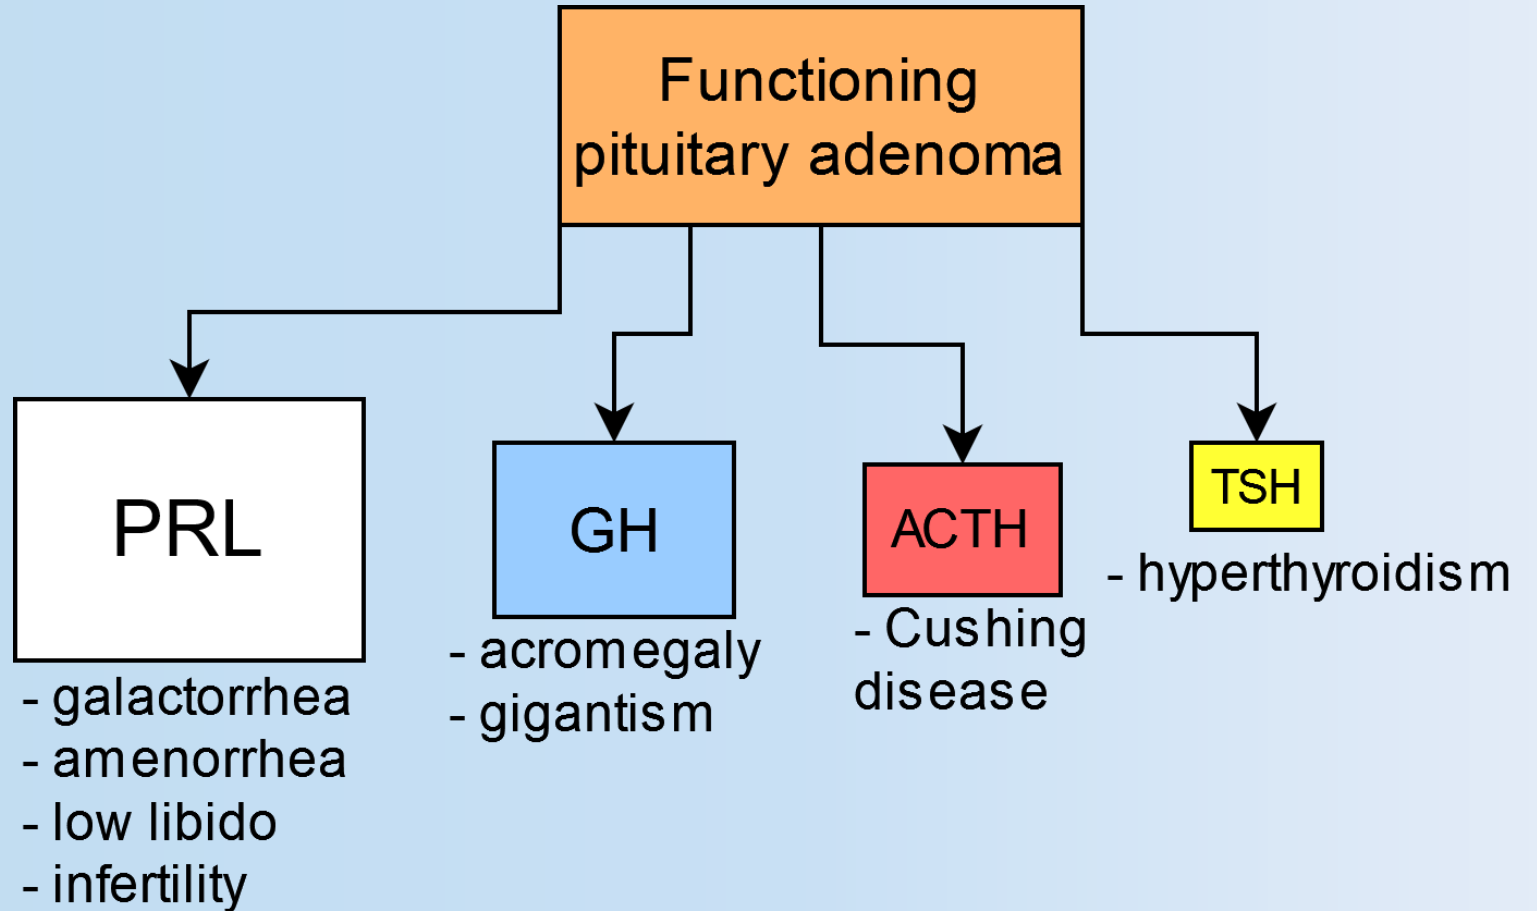 Functioning
pituitary adenoma
PRL
- galactorrhea
- amenorrhea
- low libido
- infertility
GH
- acromegaly
- gigantism
ACTH
- Cushing
disease
TSH
- hyperthyroidism